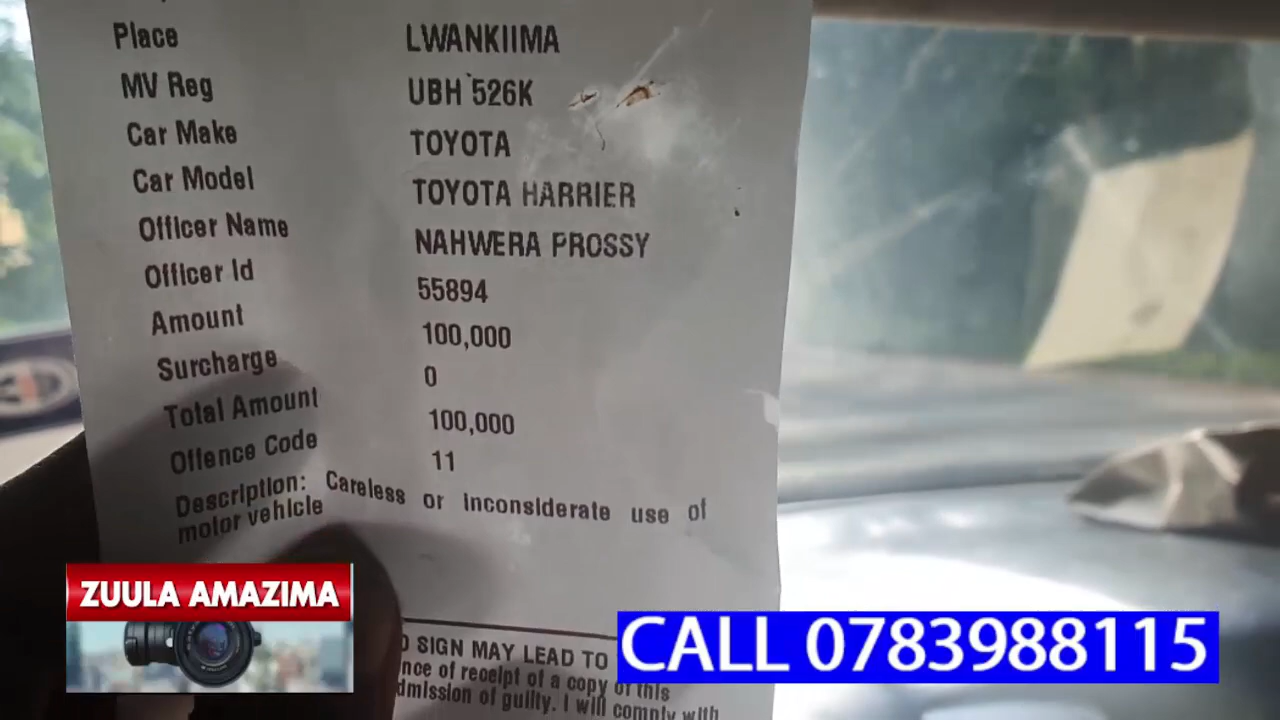 Place LWANKIIMA
MV Reg UBH 526K
Car Make TOYOTA
Car Model TOYOTA HARRIER
Officer Name NAHWERA PROSSY
Officer Id 55894
Amount 100,000
Surcharge 0
Total Amount 100,000
Offence Code 11
Description: Careless or inconsiderate use of
motor vehicle
SIGN MAY LEAD TO
of receipt of a copy of this
of guilty. I will comply with
ZUULA AMAZIMA
CALL 0783988115